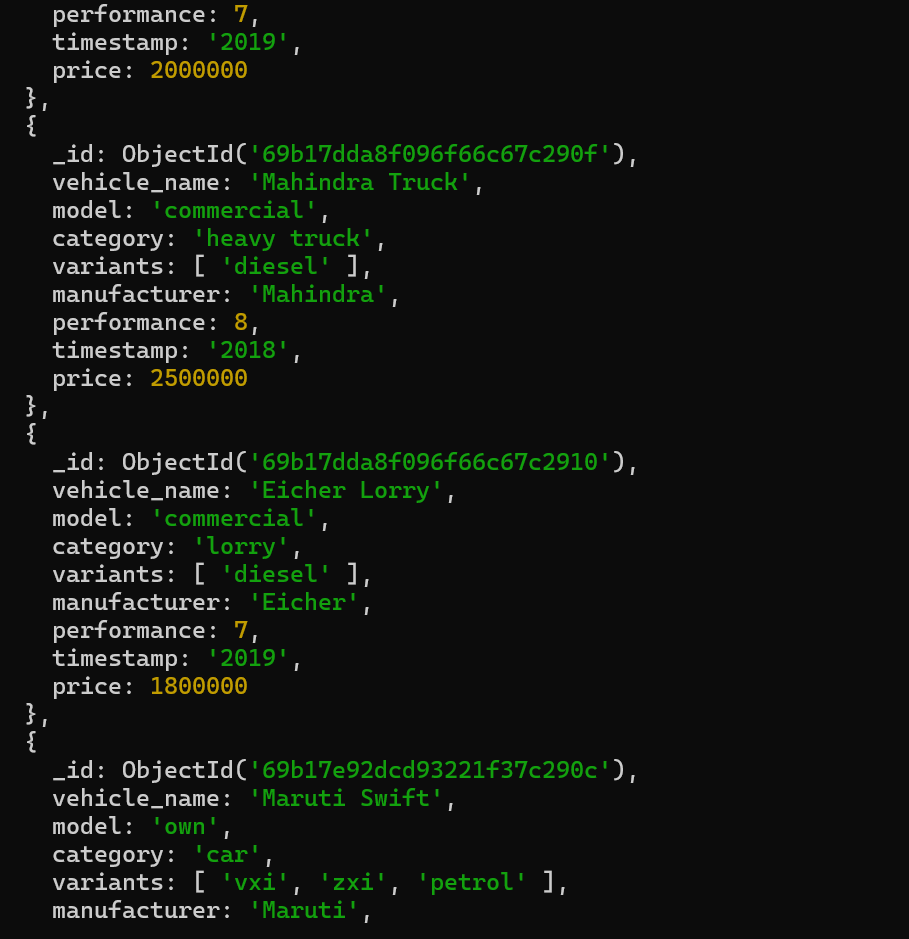 performance: 7,
timestamp: '2019',
price: 2000000
},
{
_id: ObjectId('69b17dda8f096f66c67c290f'),
vehicle_name: 'Mahindra Truck',
model: 'commercial',
category: 'heavy truck',
variants: [ 'diesel' ],
manufacturer: 'Mahindra',
performance: 8,
timestamp: '2018',
price: 2500000
},
{
_id: ObjectId('69b17dda8f096f66c67c2910'),
vehicle_name: 'Eicher Lorry',
model: 'commercial',
category: 'lorry',
variants: [ 'diesel' ],
manufacturer: 'Eicher',
performance: 7,
timestamp: '2019',
price: 1800000
},
{
_id: ObjectId('69b17e92dcd93221f37c290c'),
vehicle_name: 'Maruti Swift',
model: 'own',
category: 'car',
variants: [ 'vxi', 'zxi', 'petrol' ],
manufacturer: 'Maruti',